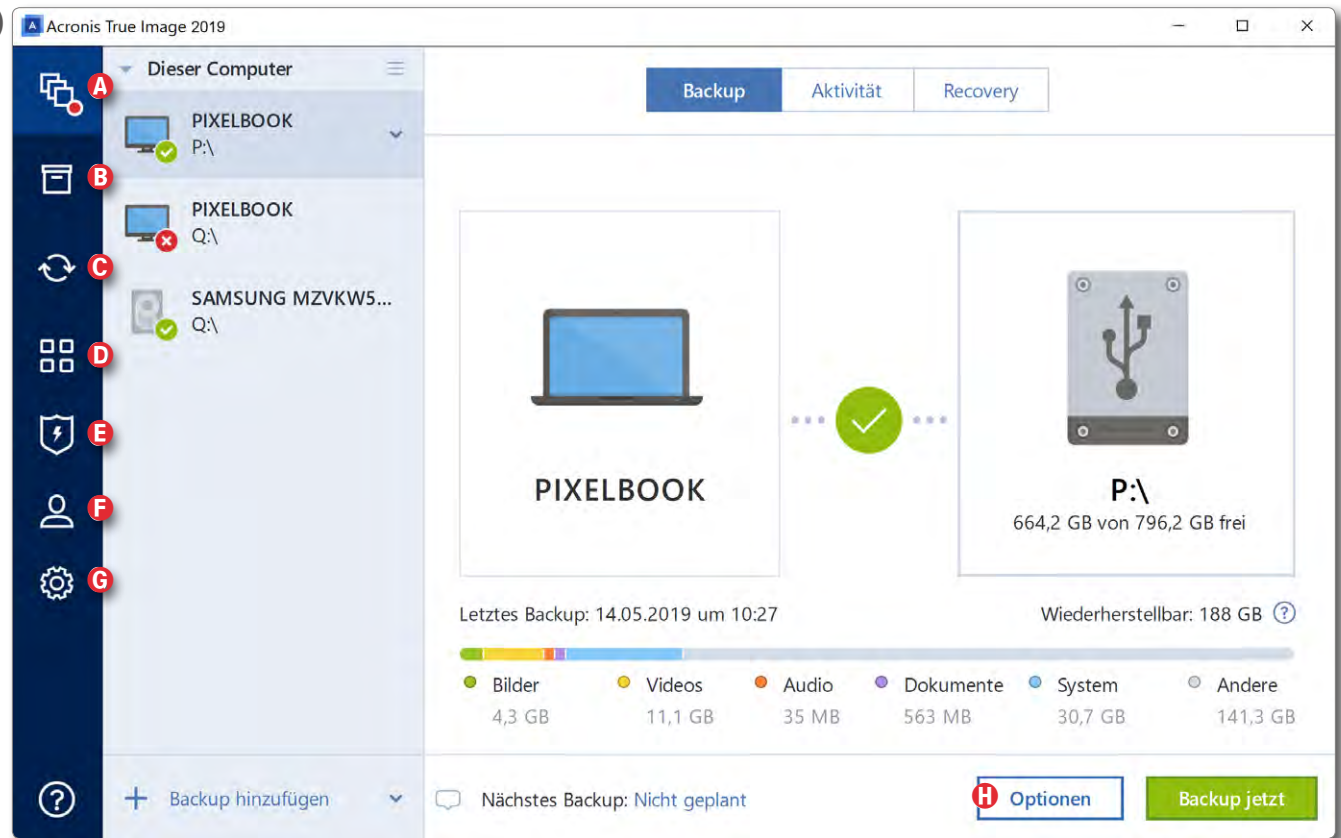 Acronis True Image 2019
Dieser Computer
Backup
Aktivität
Recovery
A
PIXELBOOK
P:\
B
PIXELBOOK
Q:\
C
SAMSUNG MZVKW5...
Q:\
D
E
F
G
PIXELBOOK
P:\
664,2 GB von 796,2 GB frei
Letztes Backup: 14.05.2019 um 10:27
Wiederherstellbar: 188 GB ?
Bilder
4,3 GB
Videos
11,1 GB
Audio
35 MB
Dokumente
563 MB
System
30,7 GB
Andere
141,3 GB
?
+ Backup hinzufügen
Nächstes Backup: Nicht geplant
H
Optionen
Backup jetzt